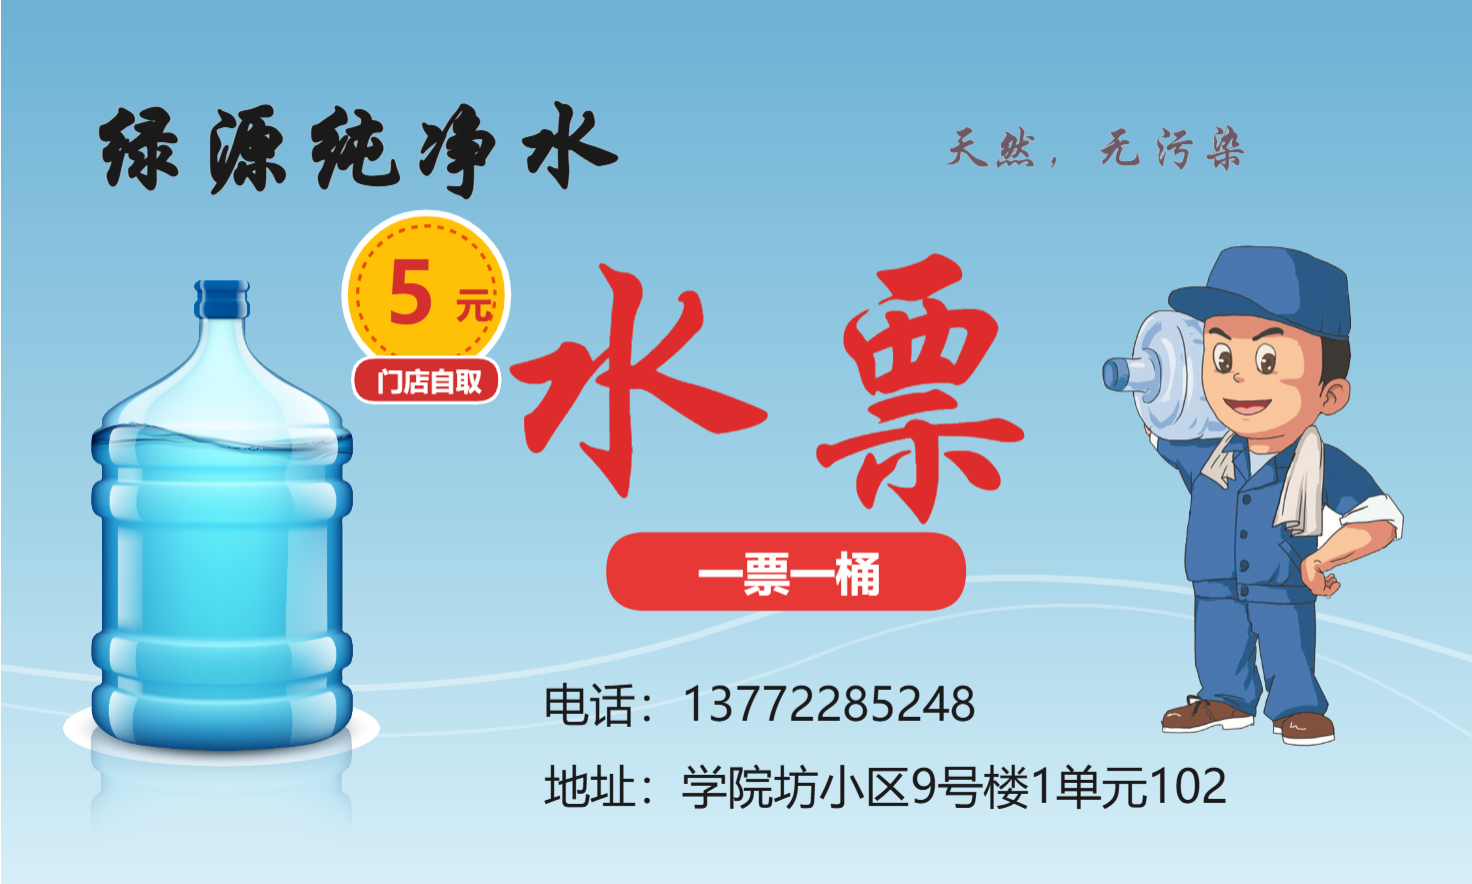 绿源纯净水
天然，无污染
5元
门店自取
水票
一票一桶
电话：13772285248
地址：学院坊小区9号楼1单元102